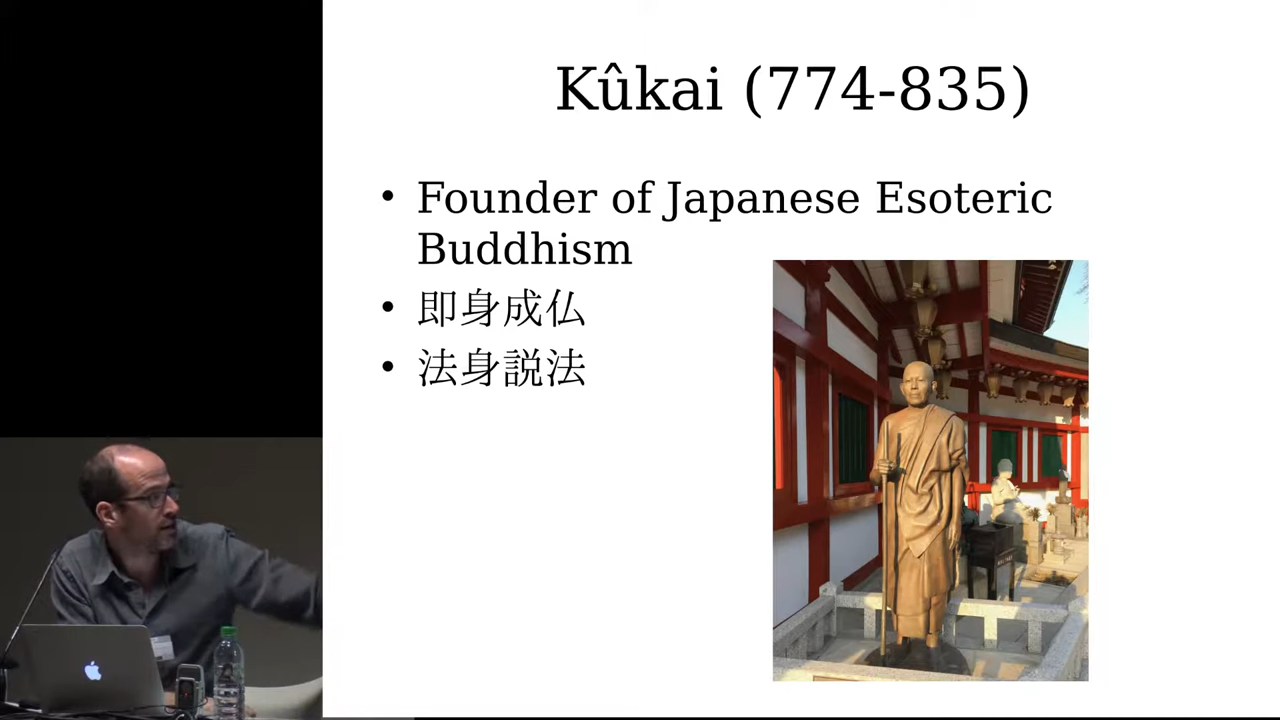 Kûkai (774-835)
• Founder of Japanese Esoteric
Buddhism
• 即身成仏
• 法身説法